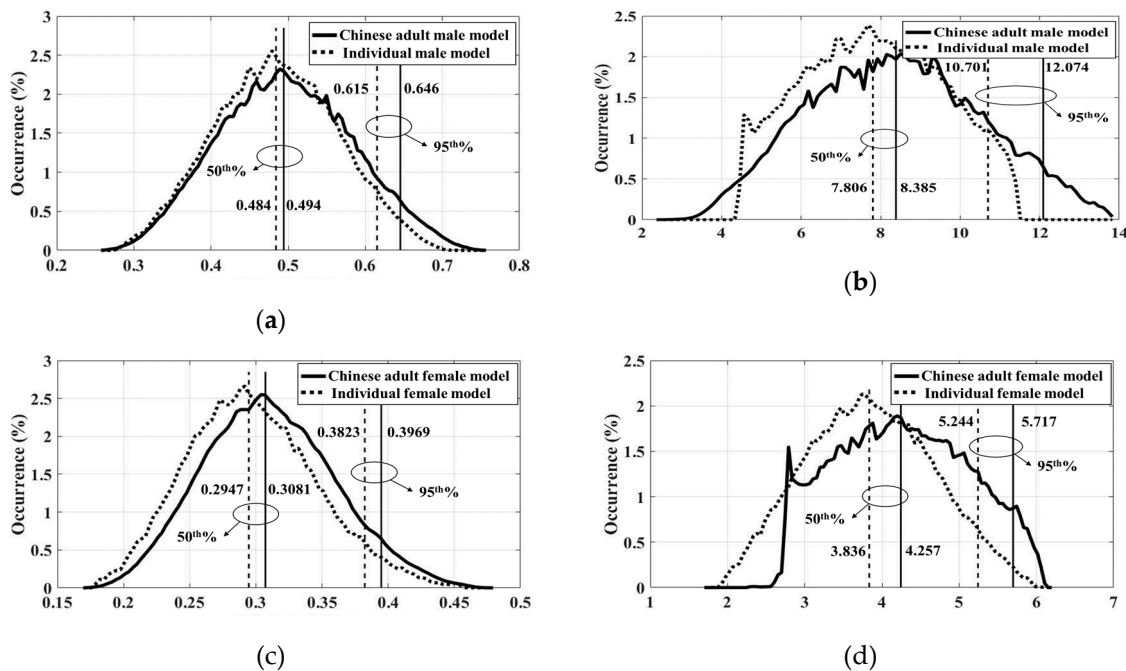 Chinese adult male model
Individual male model
0.615
0.646
95th%
50th%
0.484
0.494
Occurrence (%)
3
2.5
2
1.5
1
0.5
0
0.2
0.3
0.4
0.5
0.6
0.7
0.8
(a)
Chinese adult male model
Individual male model
10.701
12.074
95th%
50th%
7.806
8.385
Occurrence (%)
2.5
2
1.5
1
0.5
0
2
4
6
8
10
12
14
(b)
Chinese adult female model
Individual female model
0.3823
0.3969
95th%
0.2947
0.3081
50th%
Occurrence (%)
3
2.5
2
1.5
1
0.5
0
0.15
0.2
0.25
0.3
0.35
0.4
0.45
0.5
(c)
Chinese adult female model
Individual female model
5.244
5.717
95th%
50th%
3.836
4.257
Occurrence (%)
2.5
2
1.5
1
0.5
0
1
2
3
4
5
6
7
(d)